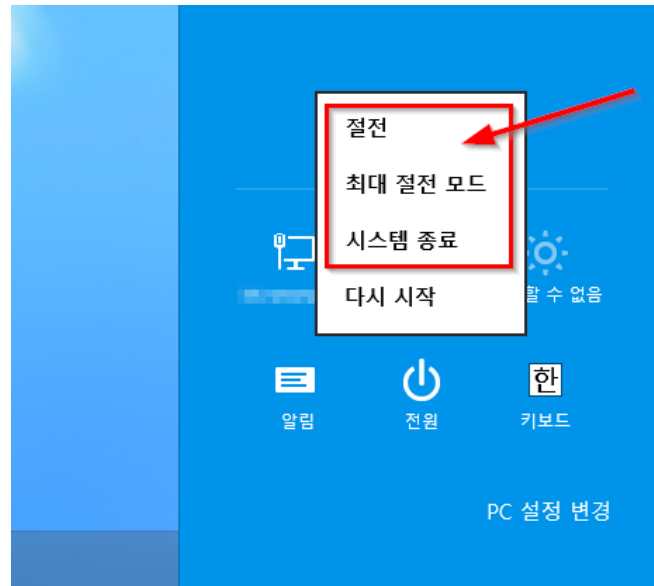 절전
최대 절전 모드
시스템 종료
다시 시작
할 수 없음
알림
전원
한
키보드
PC 설정 변경